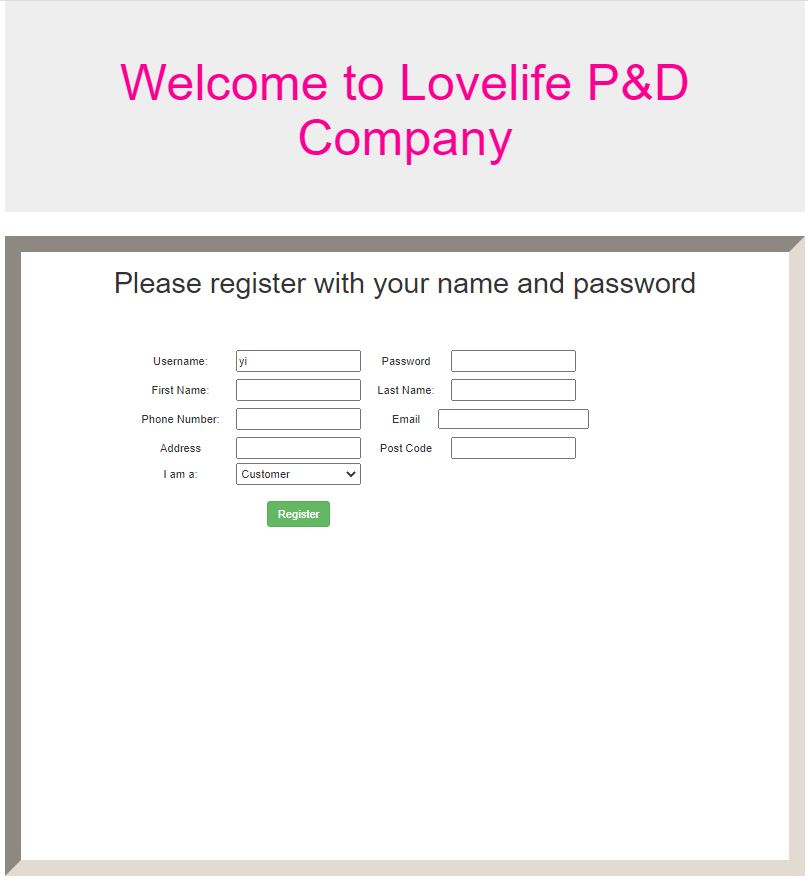 Welcome to Lovelife P&D
Company
Please register with your name and password
Username: yi Password
First Name: Last Name:
Phone Number: Email
Address Post Code
I am a: Customer
Register